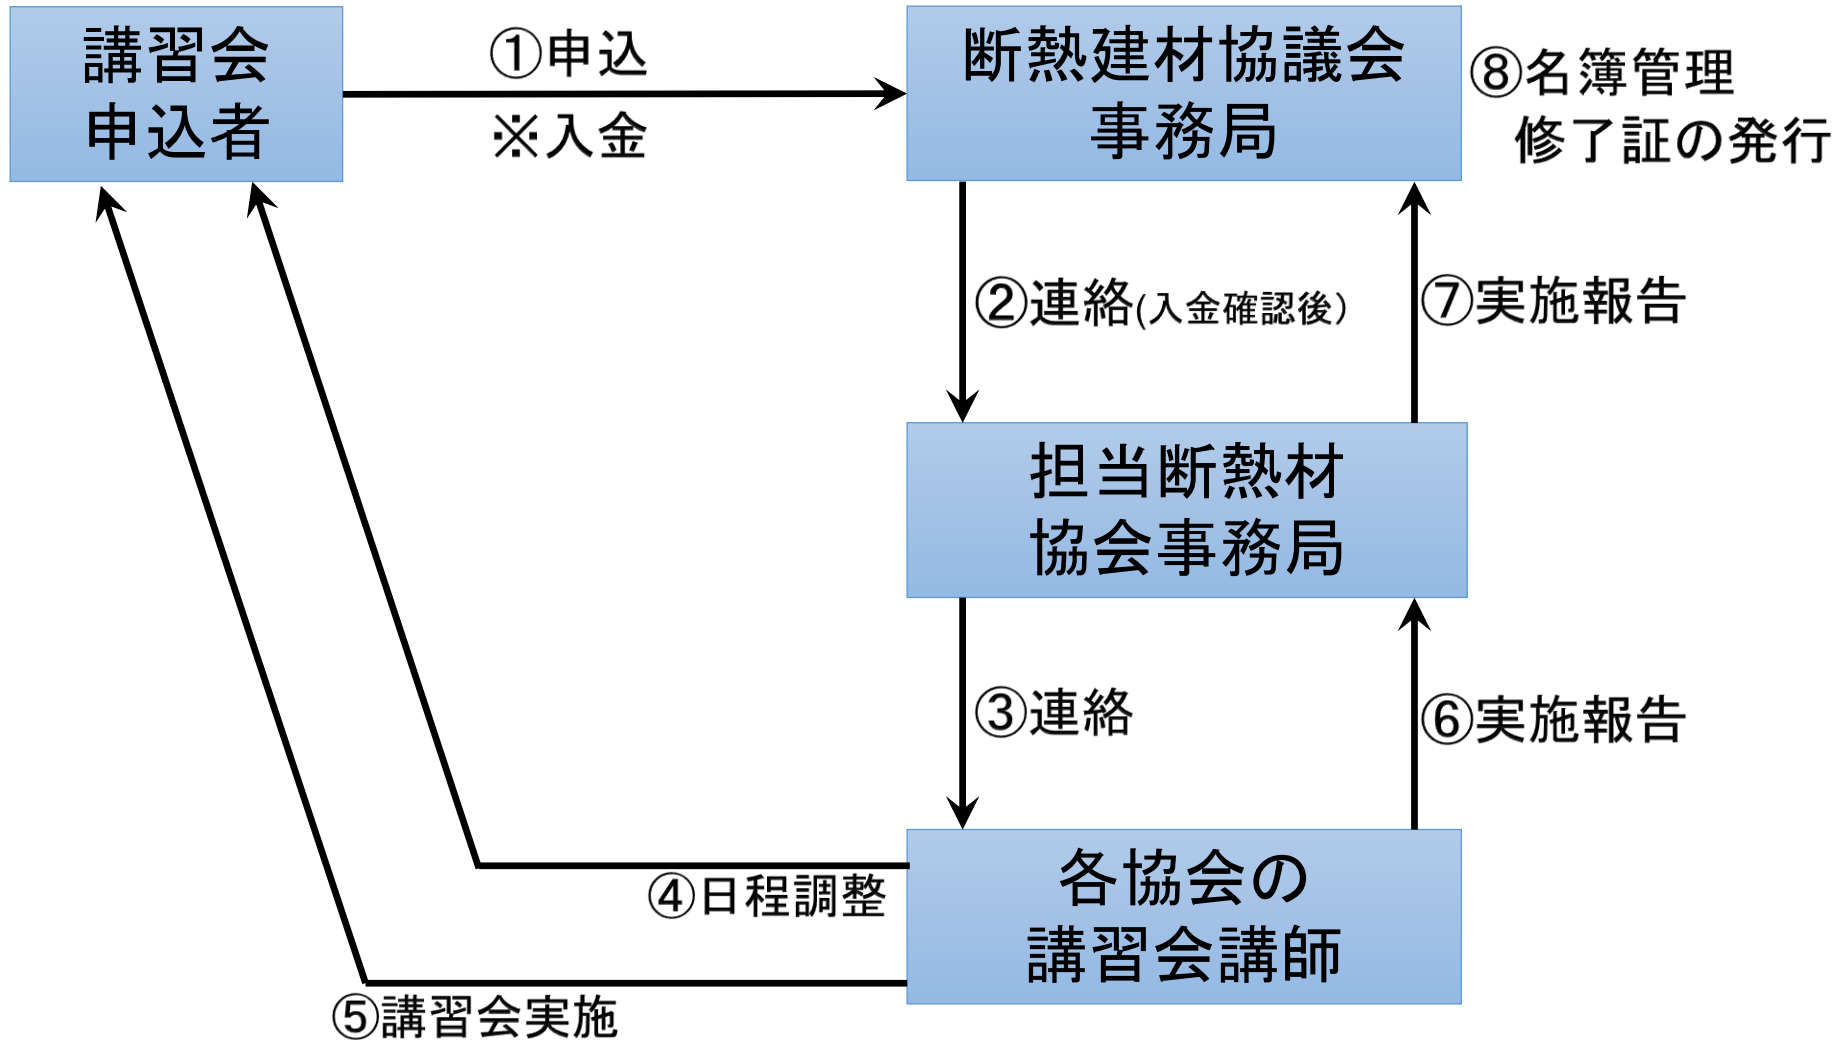 講習会
申込者
①申込
※入金
断熱建材協議会
事務局
⑧名簿管理
修了証の発行
②連絡(入金確認後）
⑦実施報告
担当断熱材
協会事務局
③連絡
⑥実施報告
④日程調整
各協会の
講習会講師
⑤講習会実施